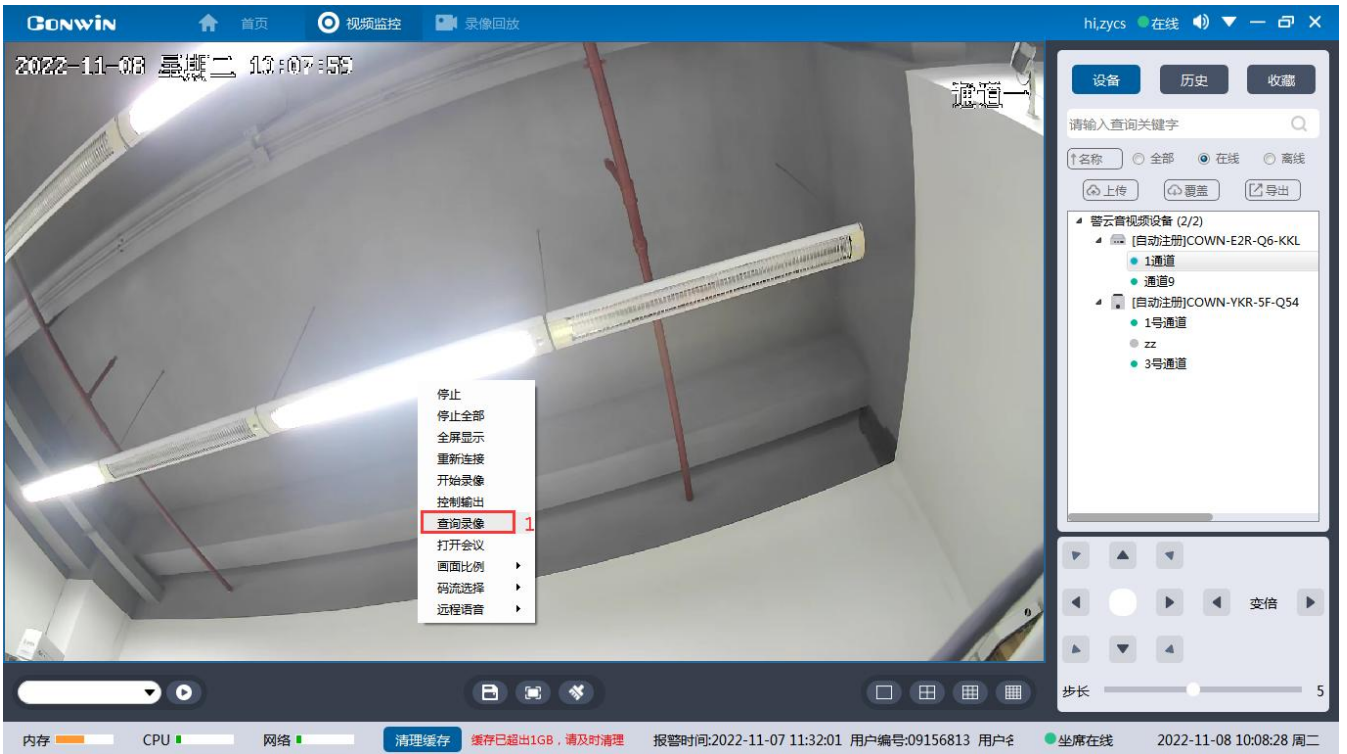 CONWIN 首页 视频监控 录像回放 hi,zycs 在线
2022-11-08 星期二 10:07:59
通道一
设备 历史 收藏
请输入查询关键字
↑名称 全部 在线 离线
上传 覆盖 导出
警云音视频设备 (2/2)
[自动注册]COWN-E2R-Q6-KKL
1通道
通道9
[自动注册]COWN-YKR-5F-Q54
1号通道
zz
3号通道
停止
停止全部
全屏显示
重新连接
开始录像
控制输出
查询录像 1
打开会议
画面比例
码流选择
远程语音
变倍
步长 5
内存 CPU 网络 清理缓存 缓存已超出1GB，请及时清理 报警时间:2022-11-07 11:32:01 用户编号:09156813 用户名 坐席在线 2022-11-08 10:08:28 周二